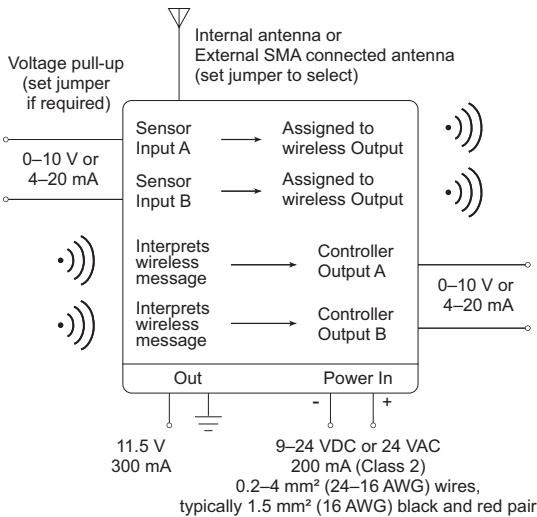 Internal antenna or
External SMA connected antenna
(set jumper to select)
Voltage pull-up
(set jumper
if required)
Sensor
Input A
Assigned to
wireless Output
0–10 V or
4–20 mA
Sensor
Input B
Assigned to
wireless Output
Interprets
wireless
message
Controller
Output A
0–10 V or
4–20 mA
Interprets
wireless
message
Controller
Output B
Out
Power In
- +
11.5 V
300 mA
9–24 VDC or 24 VAC
200 mA (Class 2)
0.2–4 mm² (24–16 AWG) wires,
typically 1.5 mm² (16 AWG) black and red pair